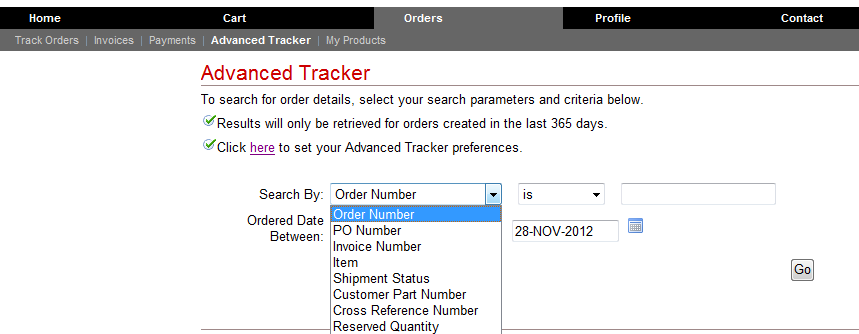 Home Cart Orders Profile Contact
Track Orders | Invoices | Payments | Advanced Tracker | My Products
Advanced Tracker
To search for order details, select your search parameters and criteria below.
Results will only be retrieved for orders created in the last 365 days.
Click here to set your Advanced Tracker preferences.
Search By: Order Number is
Order Number
Ordered Date
Between:
PO Number
28-NOV-2012
Invoice Number
Item
Shipment Status
Customer Part Number
Cross Reference Number
Reserved Quantity
Go